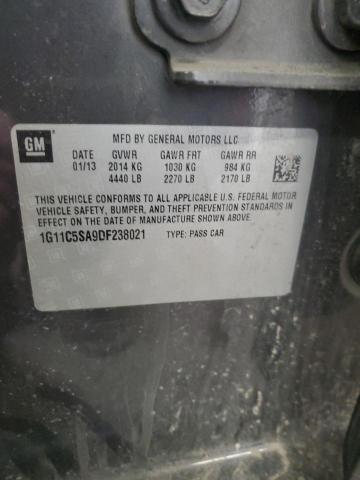 GM
MFD BY GENERAL MOTORS LLC
DATE GVWR GAWR FRT GAWR RR
01/13 2014 KG 1030 KG 984 KG
4440 LB 2270 LB 2170 LB
THIS VEHICLE CONFORMS TO ALL APPLICABLE U.S. FEDERAL MOTOR
VEHICLE SAFETY, BUMPER, AND THEFT PREVENTION STANDARDS IN
EFFECT ON THE DATE OF MANUFACTURE SHOWN ABOVE.
1G11C5SA9DF238021 TYPE: PASS CAR